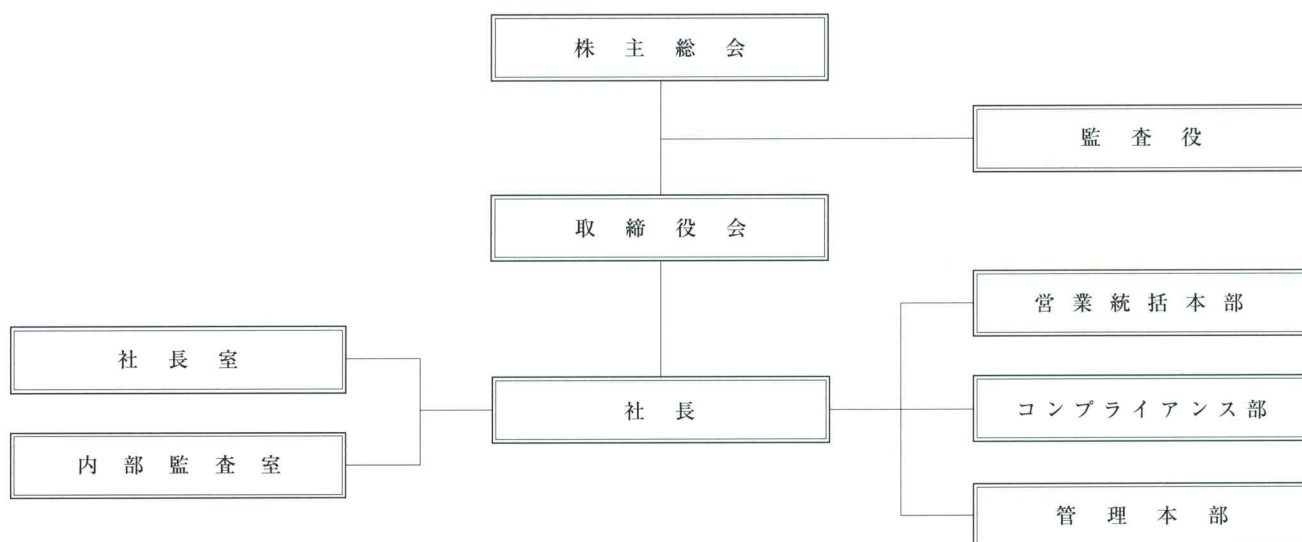 株主総会
監査役
取締役会
営業統括本部
社長室
社長
コンプライアンス部
内部監査室
管理本部